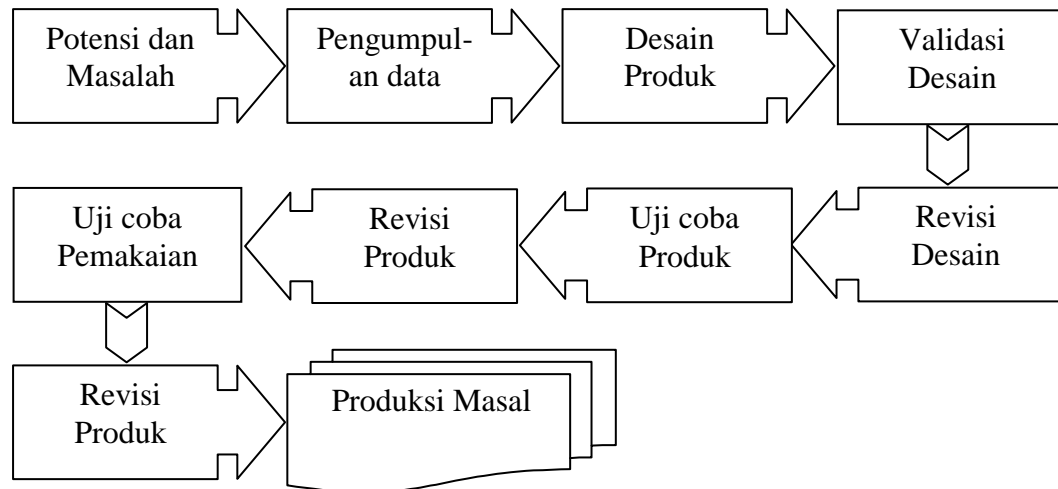 Potensi dan
Masalah
Pengumpul-
an data
Desain
Produk
Validasi
Desain
Revisi
Desain
Uji coba
Produk
Revisi
Produk
Uji coba
Pemakaian
Revisi
Produk
Produksi Masal